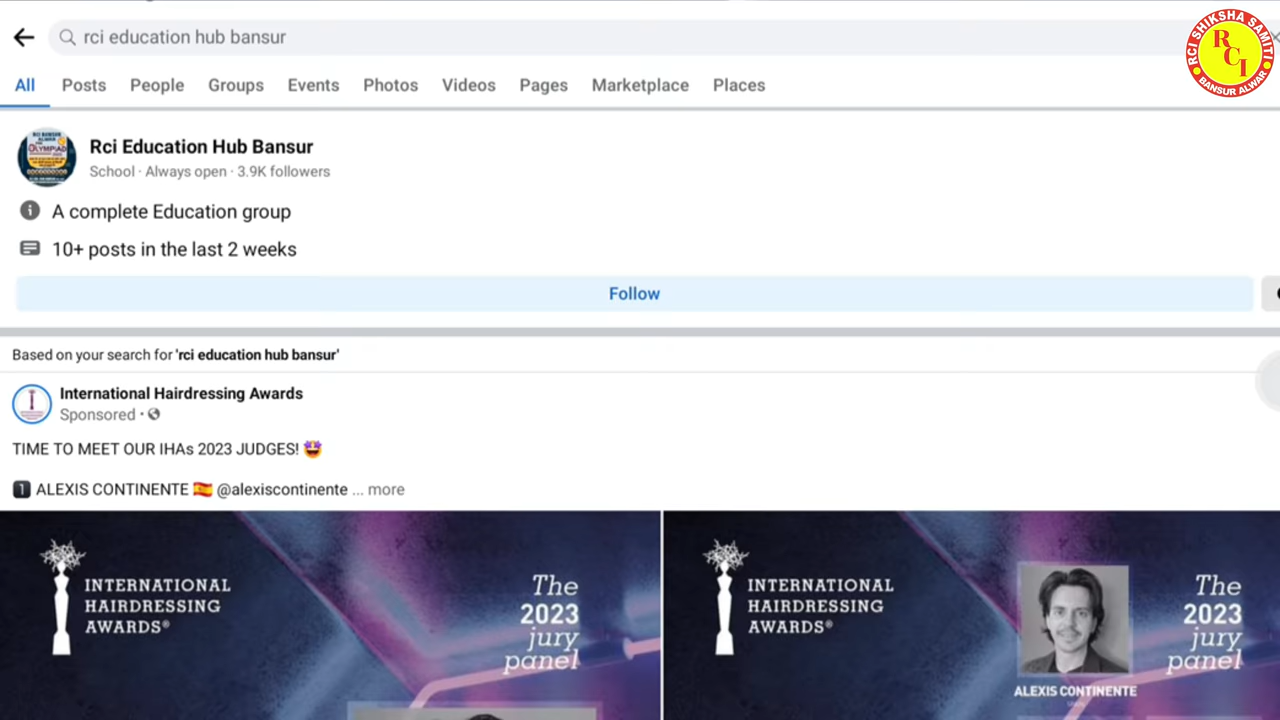 rci education hub bansur
All Posts People Groups Events Photos Videos Pages Marketplace Places
RCI SHIKSHA SAMITI
RCI
BANSUR ALWAR
OLYMPIAD
Rci Education Hub Bansur
School · Always open · 3.9K followers
A complete Education group
10+ posts in the last 2 weeks
Follow
Based on your search for 'rci education hub bansur'
International Hairdressing Awards
Sponsored ·
TIME TO MEET OUR IHAs 2023 JUDGES! 🤩
1 ALEXIS CONTINENTE 🇪🇸 @alexiscontinente ... more
INTERNATIONAL
HAIRDRESSING
AWARDS®
The
2023
jury
panel
INTERNATIONAL
HAIRDRESSING
AWARDS®
The
2023
jury
panel
ALEXIS CONTINENTE